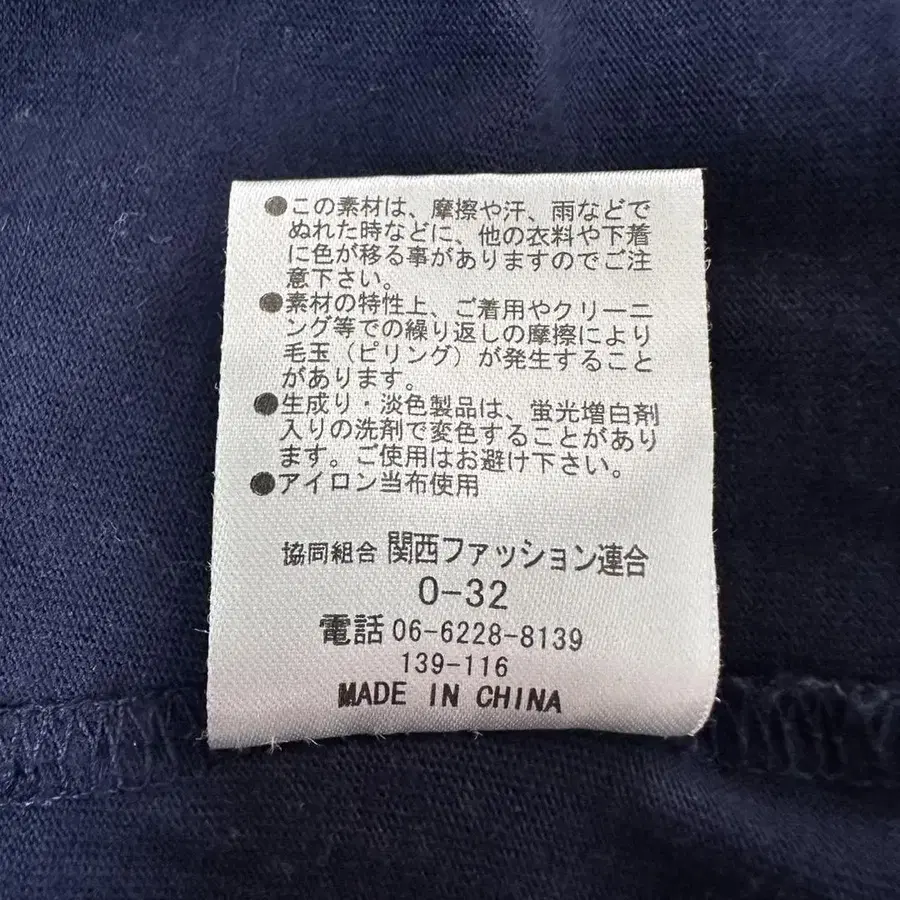 ●この素材は、摩擦や汗、雨などで
ぬれた時などに、他の衣料や下着
に色が移る事がありますのでご注
意下さい。
●素材の特性上、ご着用やクリーニ
ング等での繰り返しの摩擦により
毛玉（ピリング）が発生すること
があります。
●生成り・淡色製品は、蛍光増白剤
入りの洗剤で変色することがあり
ます。ご使用はお避け下さい。
●アイロン当布使用
協同組合 関西ファッション連合
O-32
電話 06-6228-8139
139-116
MADE IN CHINA